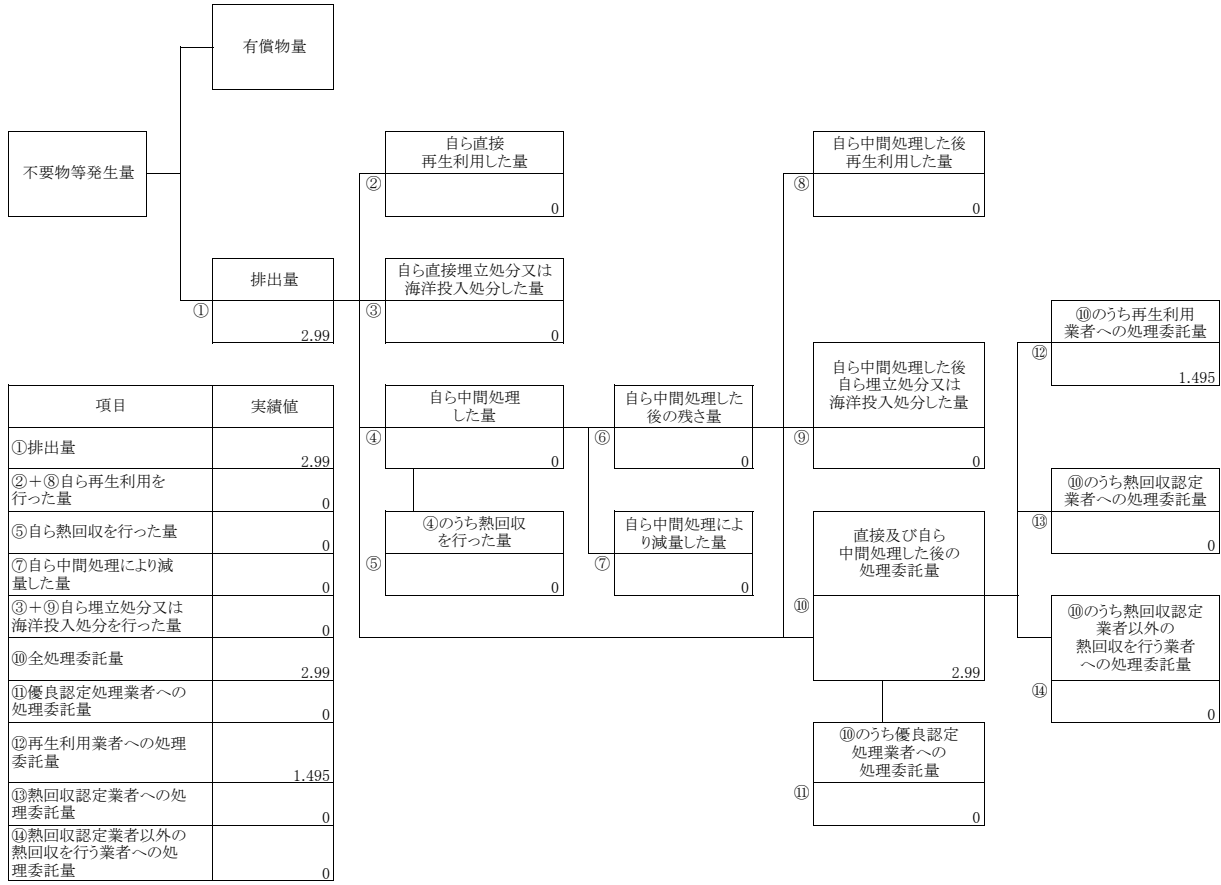 有償物量
不要物等発生量
自ら直接
再生利用した量
②
0
自ら中間処理した後
再生利用した量
⑧
0
排出量
①
2.99
自ら直接埋立処分又は
海洋投入処分した量
③
0
⑩のうち再生利用
業者への処理委託量
⑫
1.495
自ら中間処理
した量
④
0
自ら中間処理した
後の残さ量
⑥
0
自ら中間処理した後
自ら埋立処分又は
海洋投入処分した量
⑨
0
⑩のうち熱回収認定
業者への処理委託量
⑬
0
④のうち熱回収
を行った量
⑤
0
自ら中間処理によ
り減量した量
⑦
0
直接及び自ら
中間処理した後の
処理委託量
⑩
2.99
⑩のうち熱回収認定
業者以外の
熱回収を行う業者
への処理委託量
⑭
0
⑩のうち優良認定
処理業者への
処理委託量
⑪
0
項目 実績値
①排出量
2.99
②+⑧自ら再生利用を
行った量
0
⑤自ら熱回収を行った量
0
⑦自ら中間処理により減
量した量
0
③+⑨自ら埋立処分又は
海洋投入処分を行った量
0
⑩全処理委託量
2.99
⑪優良認定処理業者への
処理委託量
0
⑫再生利用業者への処理
委託量
1.495
⑬熱回収認定業者への処
理委託量
0
⑭熱回収認定業者以外の
熱回収を行う業者への処
理委託量
0